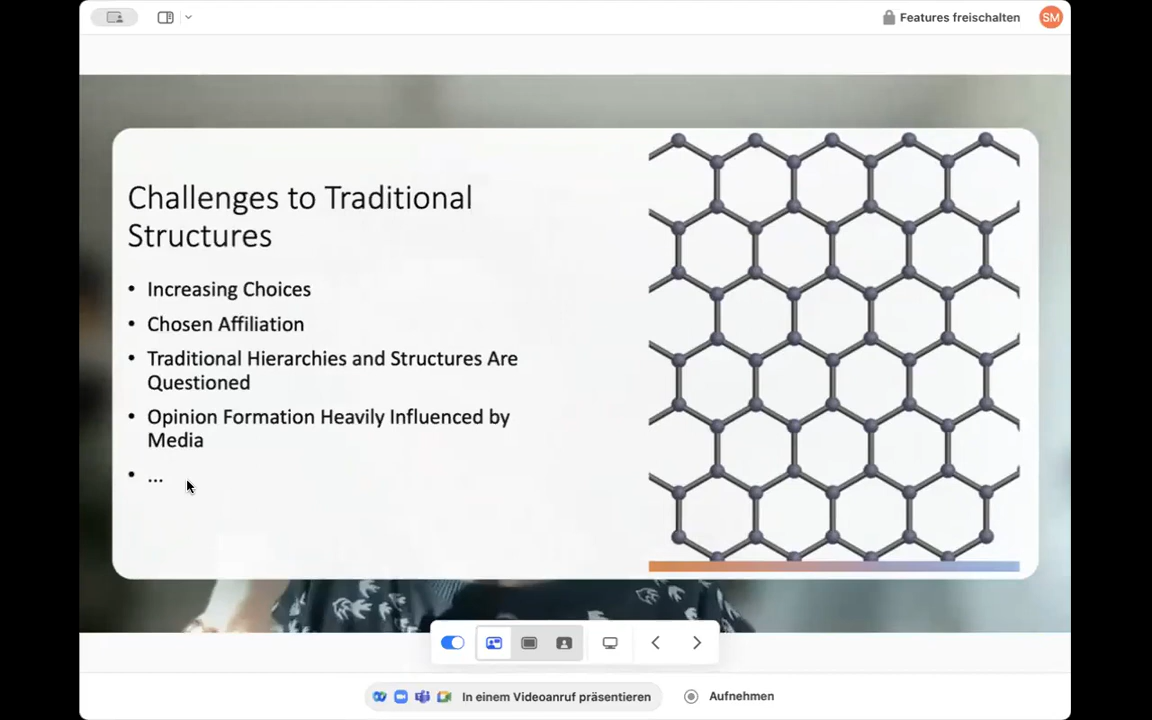 Features freischalten
SM
Challenges to Traditional
Structures
• Increasing Choices
• Chosen Affiliation
• Traditional Hierarchies and Structures Are
Questioned
• Opinion Formation Heavily Influenced by
Media
• ...
In einem Videoanruf präsentieren
Aufnehmen